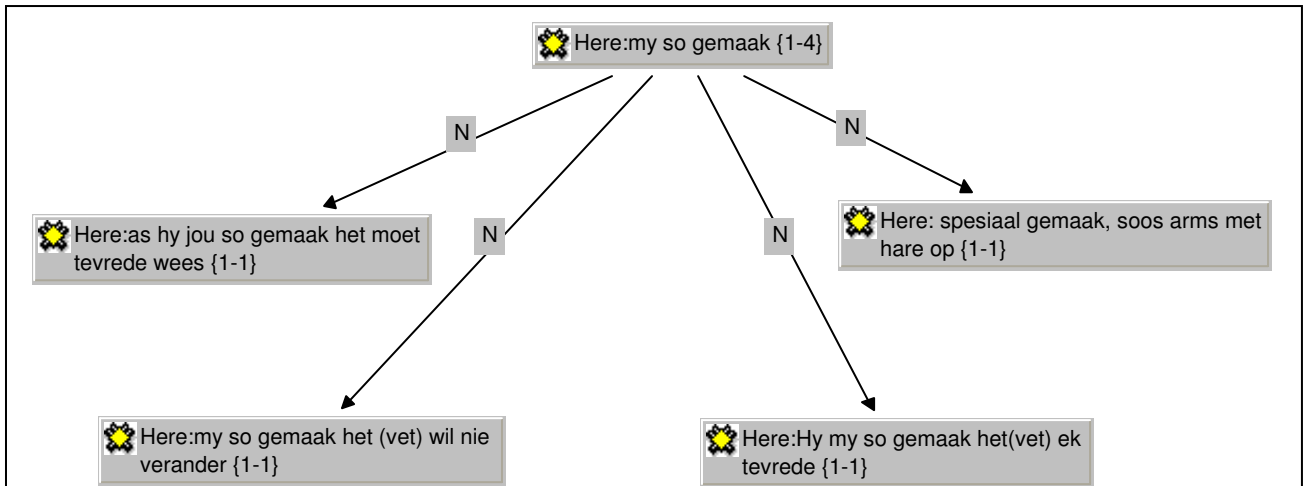 Here:my so gemaak {1-4}
N
N
Here: spesiaal gemaak, soos arms met
hare op {1-1}
Here:as hy jou so gemaak het moet
tevrede wees {1-1}
N
N
Here:my so gemaak het (vet) wil nie
verander {1-1}
Here:Hy my so gemaak het(vet) ek
tevrede {1-1}